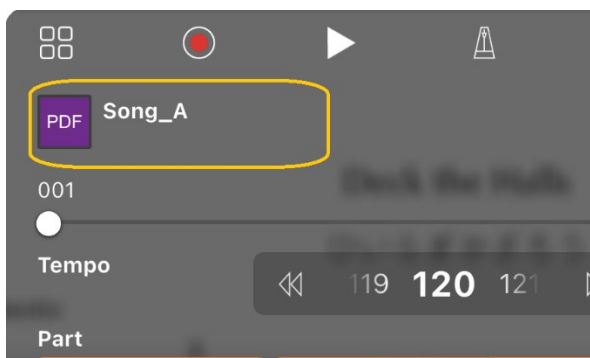 PDF Song_A
001
Deck the Halls
Tempo
119 120 121
Part